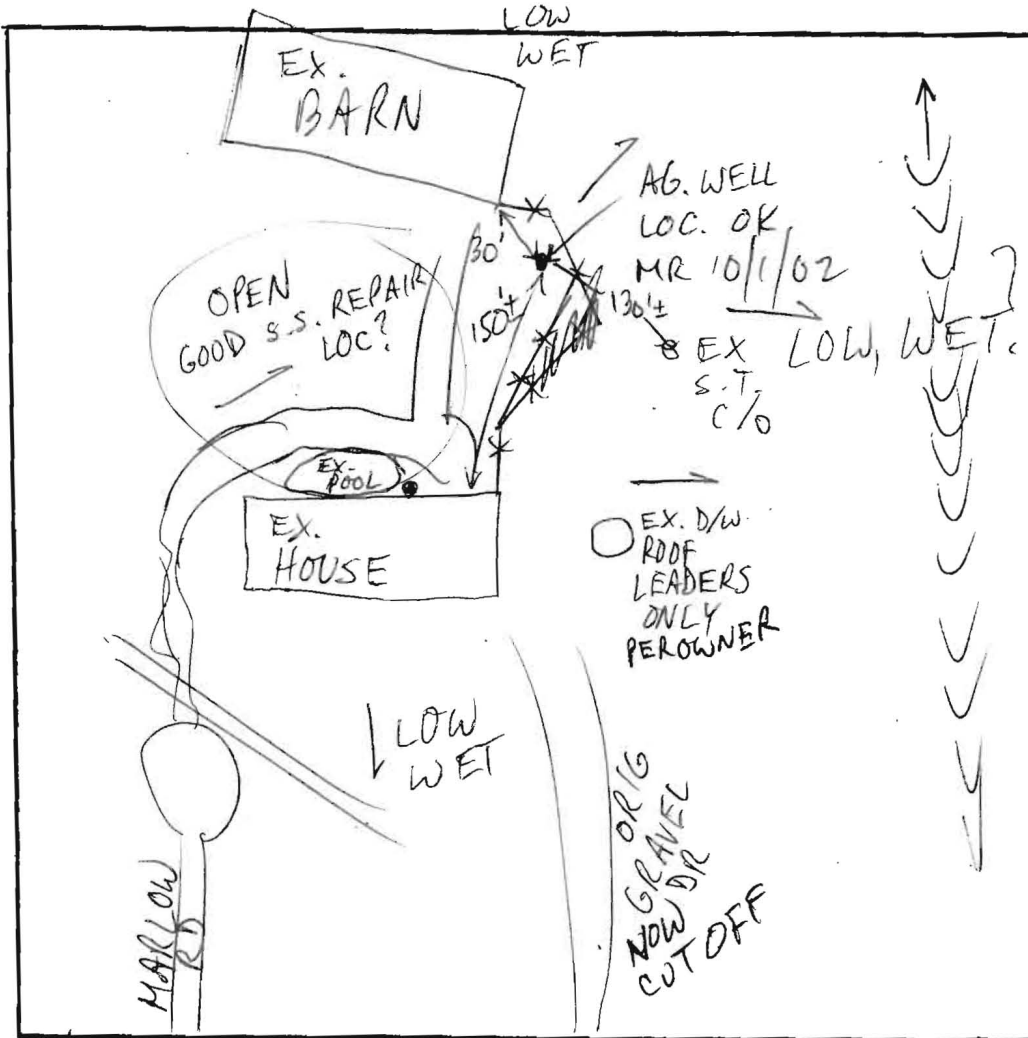 LOW
WET
EX.
BARN
AG. WELL
LOC. OK
MR 10/1/02
30'
150'±
130'±
OPEN
GOOD S.S. REPAIR
LOC?
EX
S.T.
C/O
LOW, WET.
?
EX.
POOL
EX.
HOUSE
EX. D/W
ROOF
LEADERS
ONLY
PER OWNER
LOW
WET
ORIG
GRAVEL
NOW DR
CUT OFF
MARLOW
RD